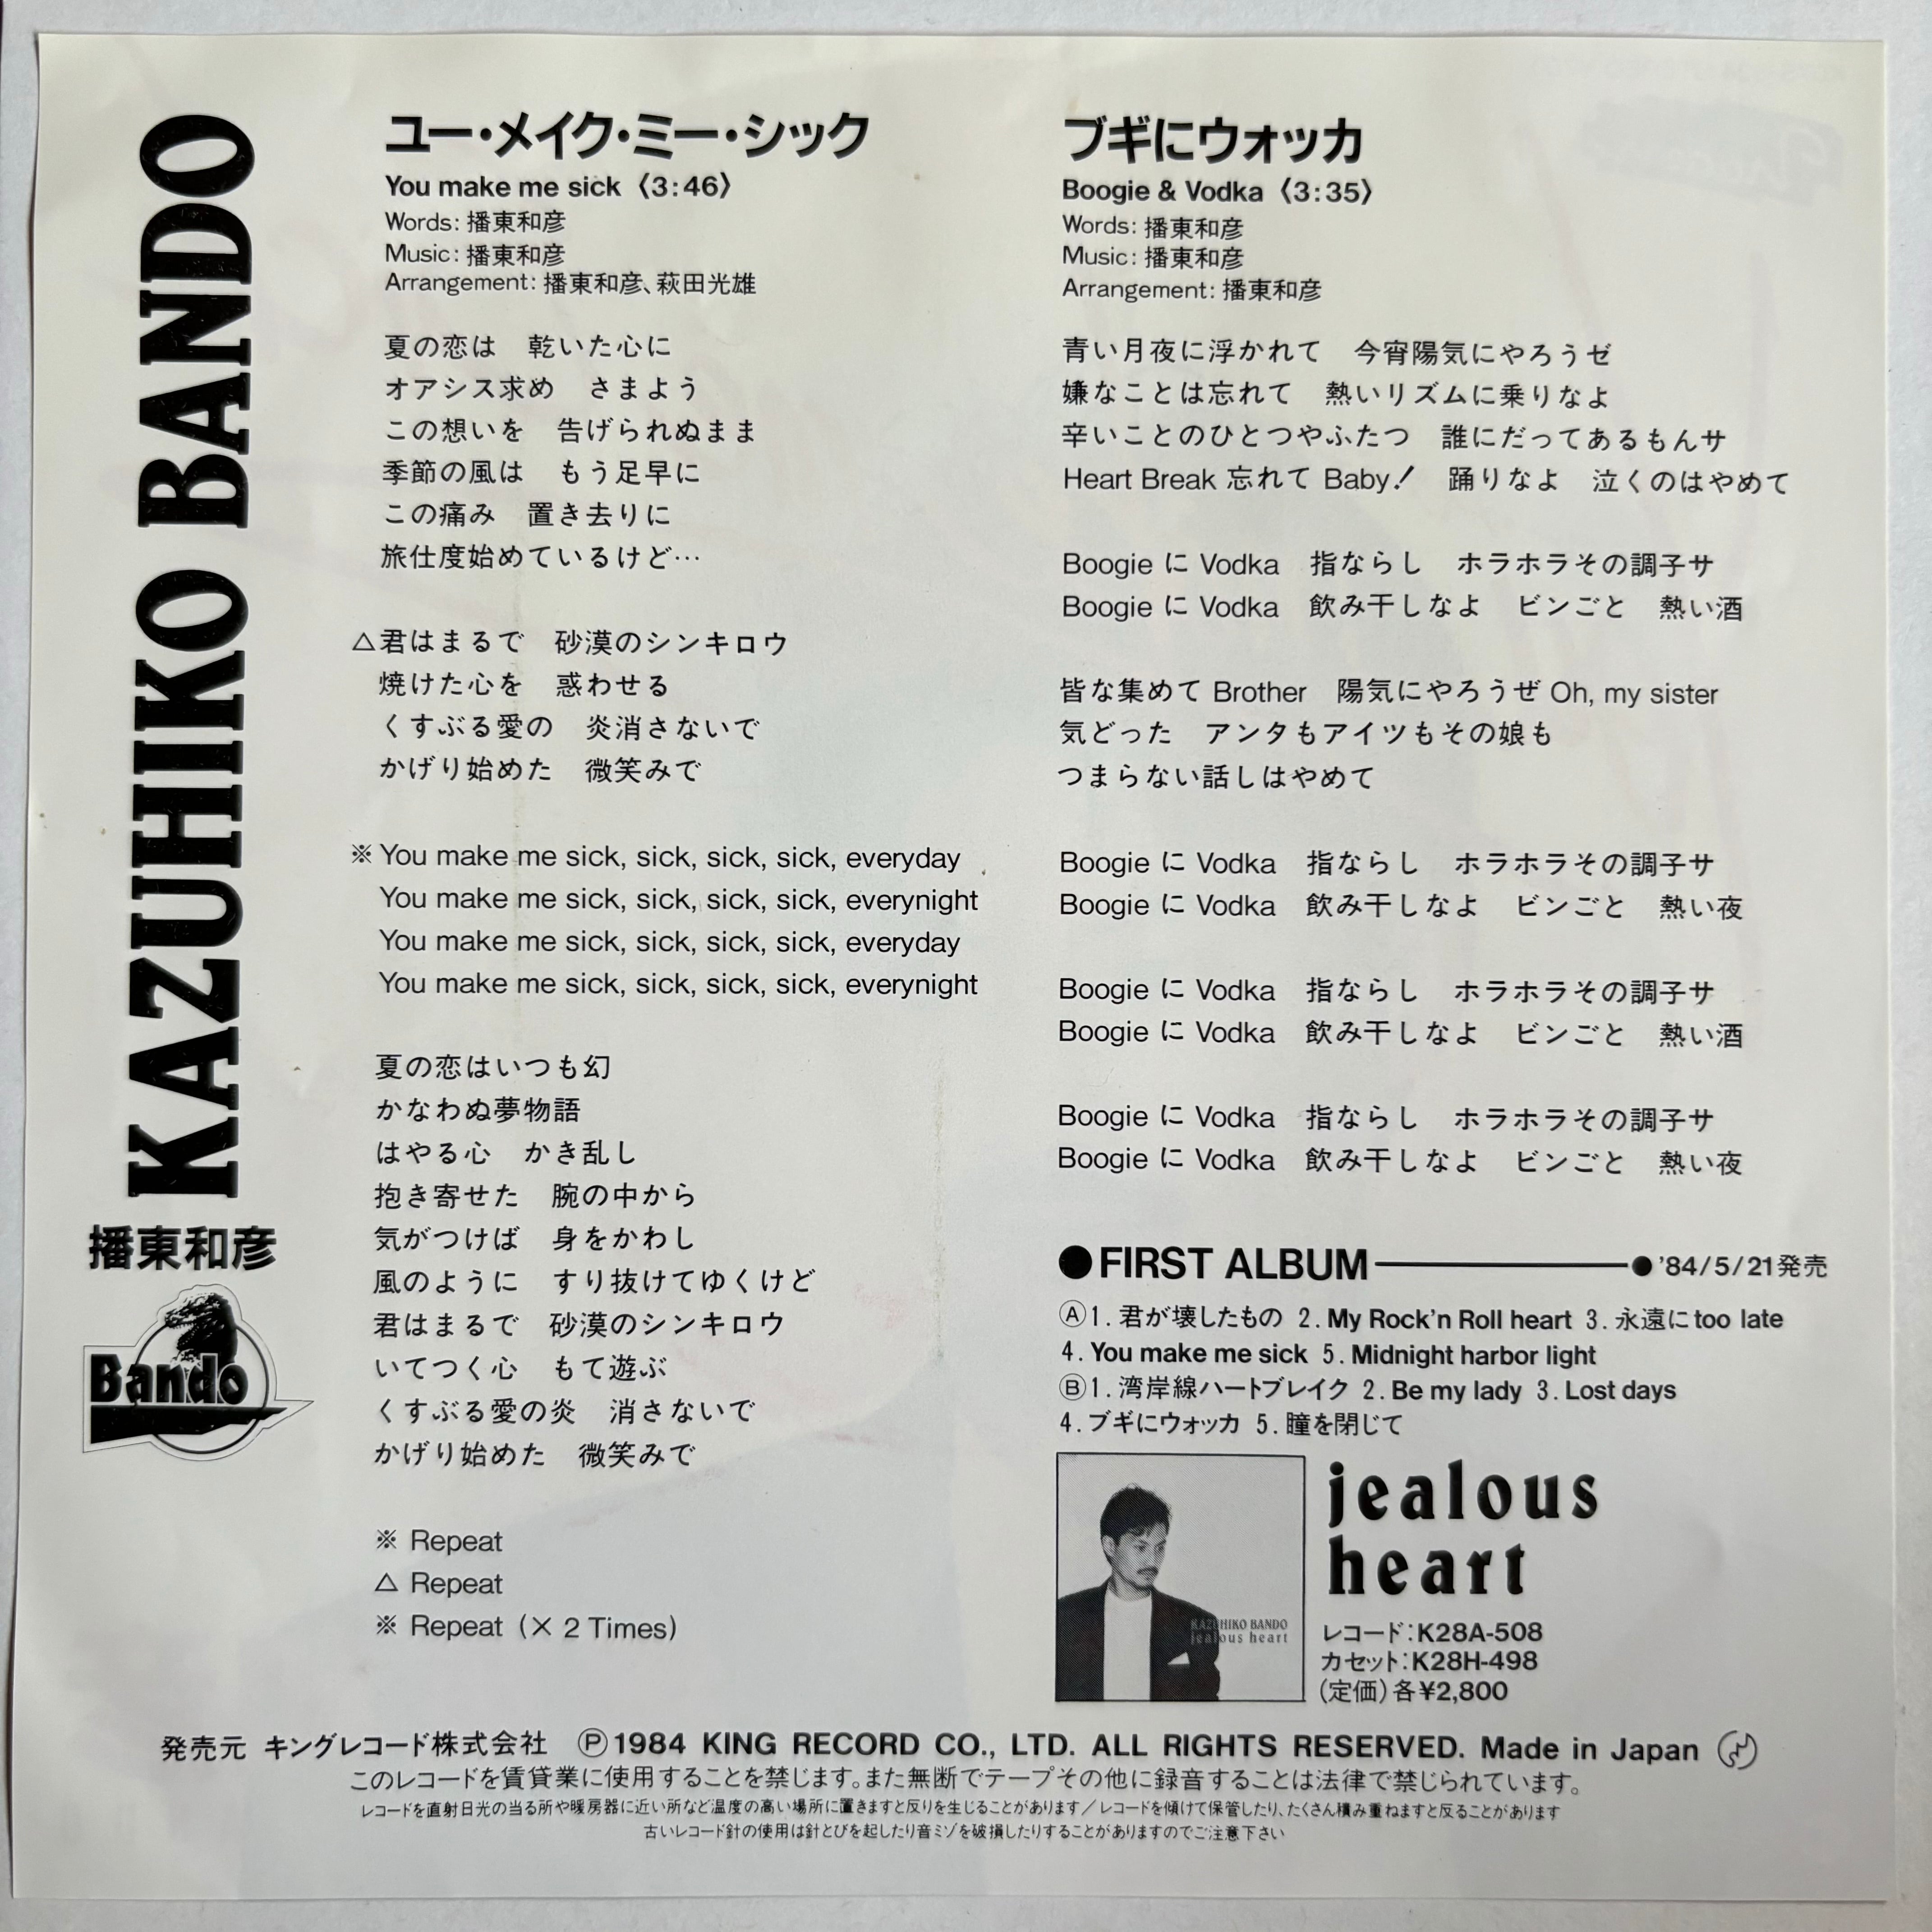 KAZUHIKO BANDO
播東和彦
Bando
ユー・メイク・ミー・シック
You make me sick〈3:46〉
Words: 播東和彦
Music: 播東和彦
Arrangement: 播東和彦、萩田光雄
夏の恋は　乾いた心に
オアシス求め　さまよう
この想いを　告げられぬまま
季節の風は　もう足早に
この痛み　置き去りに
旅仕度始めているけど…
△君はまるで　砂漠のシンキロウ
焼けた心を　惑わせる
くすぶる愛の　炎消さないで
かげり始めた　微笑みで
※You make me sick, sick, sick, sick, everyday
You make me sick, sick, sick, sick, everynight
You make me sick, sick, sick, sick, everyday
You make me sick, sick, sick, sick, everynight
夏の恋はいつも幻
かなわぬ夢物語
はやる心　かき乱し
抱き寄せた　腕の中から
気がつけば　身をかわし
風のように　すり抜けてゆくけど
君はまるで　砂漠のシンキロウ
いてつく心　もて遊ぶ
くすぶる愛の炎　消さないで
かげり始めた　微笑みで
※ Repeat
△ Repeat
※ Repeat (× 2 Times)
ブギにウォッカ
Boogie & Vodka〈3:35〉
Words: 播東和彦
Music: 播東和彦
Arrangement: 播東和彦
青い月夜に浮かれて　今宵陽気にやろうゼ
嫌なことは忘れて　熱いリズムに乗りなよ
辛いことのひとつやふたつ　誰にだってあるもんサ
Heart Break 忘れて Baby！　踊りなよ　泣くのはやめて
Boogie に Vodka　指ならし　ホラホラその調子サ
Boogie に Vodka　飲み干しなよ　ビンごと　熱い酒
皆な集めて Brother　陽気にやろうぜ Oh, my sister
気どった　アンタもアイツもその娘も
つまらない話しはやめて
Boogie に Vodka　指ならし　ホラホラその調子サ
Boogie に Vodka　飲み干しなよ　ビンごと　熱い夜
Boogie に Vodka　指ならし　ホラホラその調子サ
Boogie に Vodka　飲み干しなよ　ビンごと　熱い酒
Boogie に Vodka　指ならし　ホラホラその調子サ
Boogie に Vodka　飲み干しなよ　ビンごと　熱い夜
●FIRST ALBUM ●'84/5/21発売
Ⓐ1. 君が壊したもの 2. My Rock'n Roll heart 3. 永遠にtoo late
4. You make me sick 5. Midnight harbor light
Ⓑ1. 湾岸線ハートブレイク 2. Be my lady 3. Lost days
4. ブギにウォッカ 5. 瞳を閉じて
KAZUHIKO BANDO
jealous heart
jealous
heart
レコード:K28A-508
カセット:K28H-498
(定価)各¥2,800
発売元 キングレコード株式会社 Ⓟ1984 KING RECORD CO., LTD. ALL RIGHTS RESERVED. Made in Japan
このレコードを賃貸業に使用することを禁じます。また無断でテープその他に録音することは法律で禁じられています。
レコードを直射日光の当る所や暖房器に近い所など温度の高い場所に置きますと反りを生じることがあります／レコードを傾けて保管したり、たくさん積み重ねますと反ることがあります
古いレコード針の使用は針とびを起したり音ミゾを破損したりすることがありますのでご注意下さい